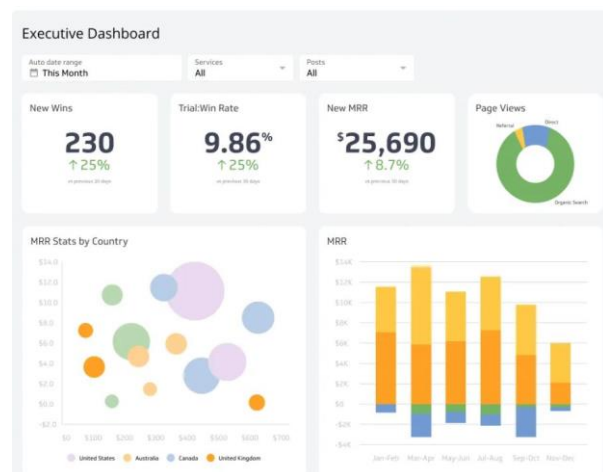 Executive Dashboard
Auto date range
This Month
Services
All
Posts
All
New Wins
230
↑25%
Trial:Win Rate
9.86%
↑25%
New MRR
$25,690
↑8.7%
Page Views
Referral
Direct
Organic Search
MRR Stats by Country
$14.0
$12.0
$10.0
$8.0
$6.0
$4.0
$2.0
$0.0
-$2.0
$0 $100 $200 $300 $400 $500 $600 $700
United States Australia Canada United Kingdom
MRR
$14K
$12K
$10K
$8K
$6K
$4K
$2K
$0
-$2K
-$4K
Jan-Feb Mar-Apr May-Jun Jul-Aug Sep-Oct Nov-Dec